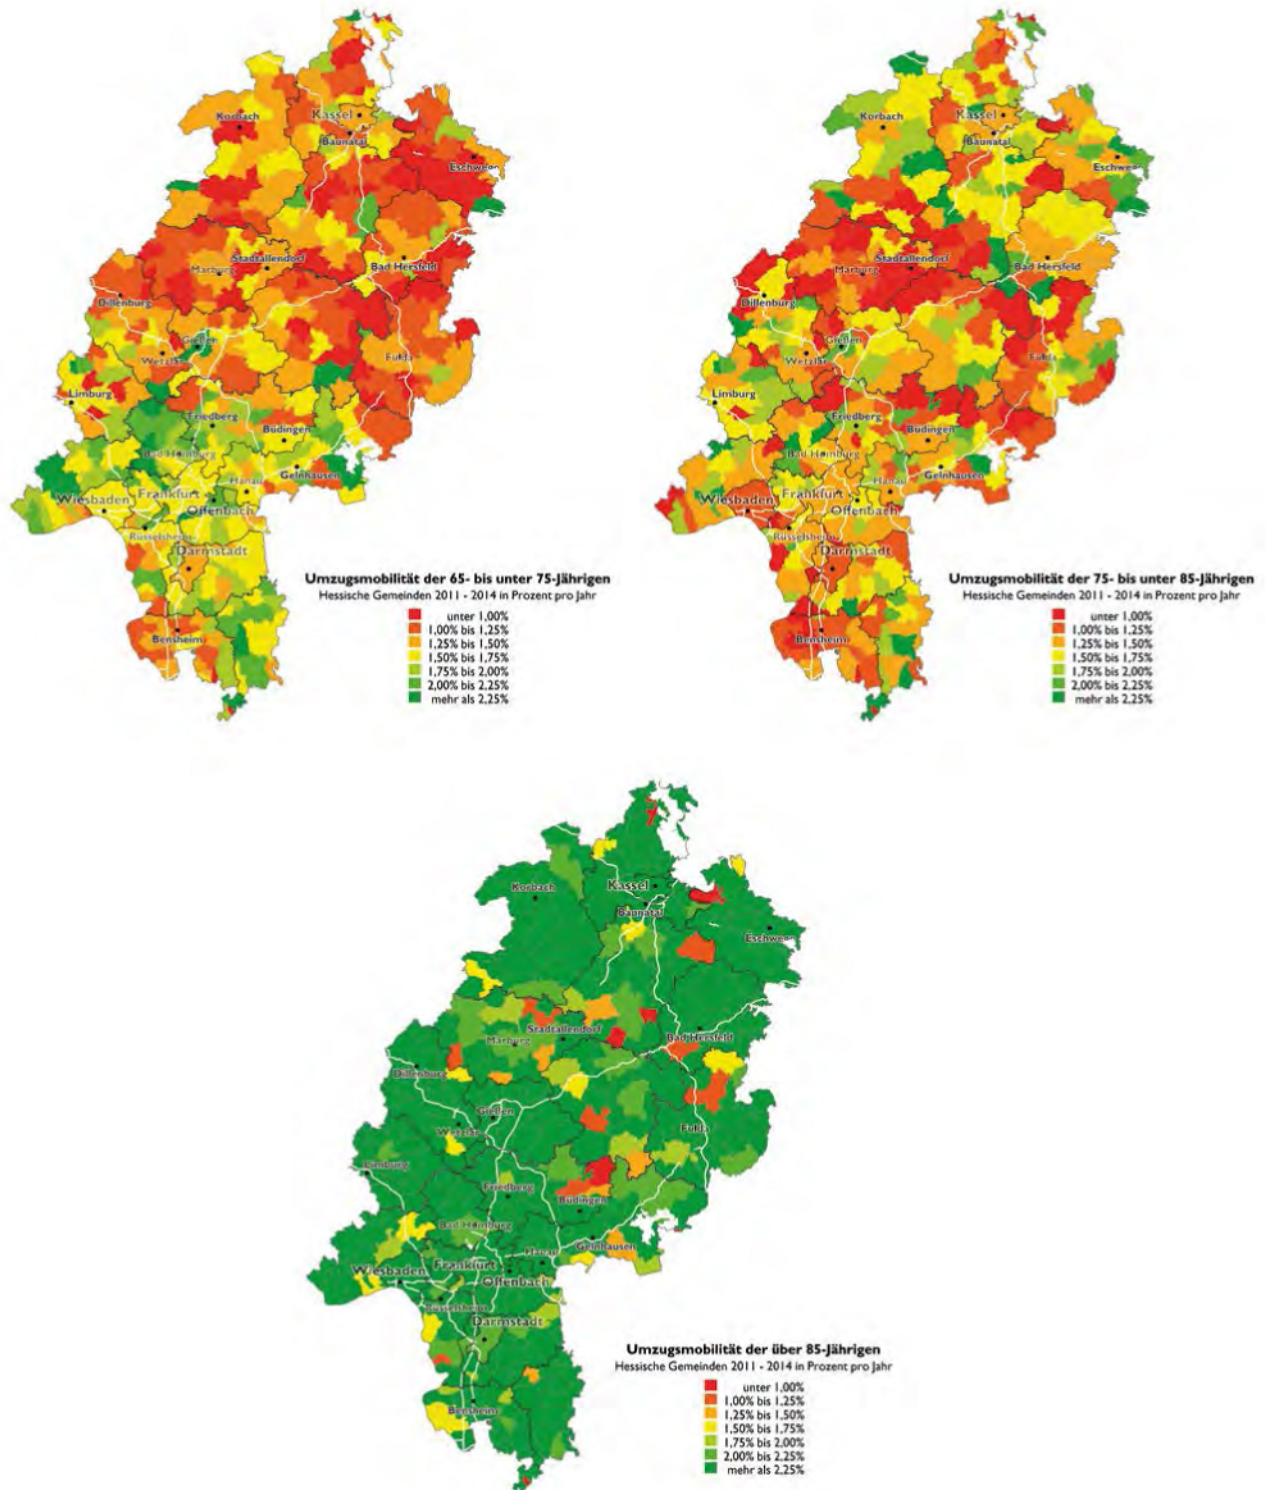 Korbach
Kassel
Baunatal
Eschwege
Stadtallendorf
Marburg
Bad Hersfeld
Dillenburg
Gießen
Wetzlar
Fulda
Limburg
Friedberg
Büdingen
Bad Homburg
Gelnhausen
Hanau
Wiesbaden
Frankfurt
Offenbach
Rüsselsheim
Darmstadt
Bensheim
Umzugsmobilität der 65- bis unter 75-Jährigen
Hessische Gemeinden 2011 - 2014 in Prozent pro Jahr
unter 1,00%
1,00% bis 1,25%
1,25% bis 1,50%
1,50% bis 1,75%
1,75% bis 2,00%
2,00% bis 2,25%
mehr als 2,25%
Korbach
Kassel
Baunatal
Eschwege
Stadtallendorf
Marburg
Bad Hersfeld
Dillenburg
Gießen
Wetzlar
Fulda
Limburg
Friedberg
Büdingen
Bad Homburg
Gelnhausen
Hanau
Wiesbaden
Frankfurt
Offenbach
Rüsselsheim
Darmstadt
Bensheim
Umzugsmobilität der 75- bis unter 85-Jährigen
Hessische Gemeinden 2011 - 2014 in Prozent pro Jahr
unter 1,00%
1,00% bis 1,25%
1,25% bis 1,50%
1,50% bis 1,75%
1,75% bis 2,00%
2,00% bis 2,25%
mehr als 2,25%
Korbach
Kassel
Baunatal
Eschwege
Stadtallendorf
Marburg
Bad Hersfeld
Dillenburg
Gießen
Wetzlar
Fulda
Limburg
Friedberg
Büdingen
Bad Homburg
Gelnhausen
Hanau
Wiesbaden
Frankfurt
Offenbach
Rüsselsheim
Darmstadt
Bensheim
Umzugsmobilität der über 85-Jährigen
Hessische Gemeinden 2011 - 2014 in Prozent pro Jahr
unter 1,00%
1,00% bis 1,25%
1,25% bis 1,50%
1,50% bis 1,75%
1,75% bis 2,00%
2,00% bis 2,25%
mehr als 2,25%